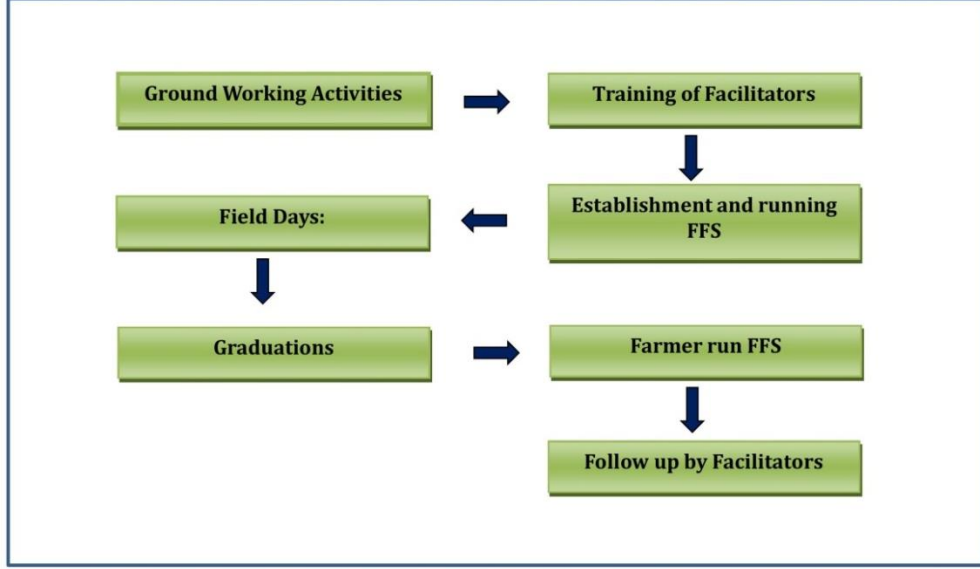 Ground Working Activities
Training of Facilitators
Establishment and running
FFS
Field Days:
Graduations
Farmer run FFS
Follow up by Facilitators